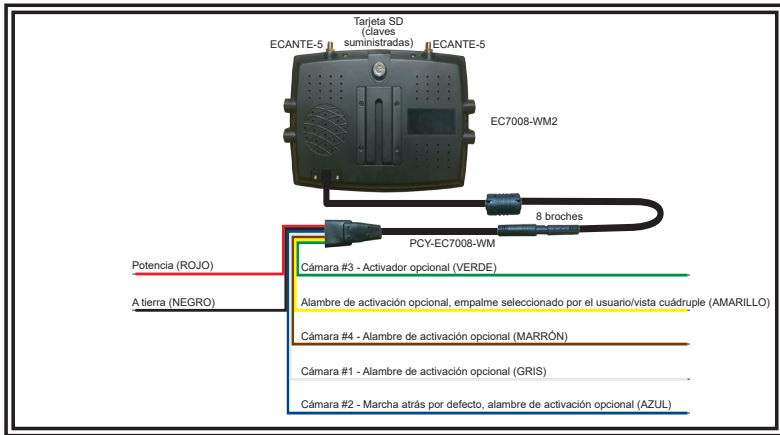 Tarjeta SD
(claves
suministradas)
ECANTE-5
ECANTE-5
EC7008-WM2
8 broches
PCY-EC7008-WM
Potencia (ROJO)
Cámara #3 - Activador opcional (VERDE)
A tierra (NEGRO)
Alambre de activación opcional, empalme seleccionado por el usuario/vista cuádruple (AMARILLO)
Cámara #4 - Alambre de activación opcional (MARRÓN)
Cámara #1 - Alambre de activación opcional (GRIS)
Cámara #2 - Marcha atrás por defecto, alambre de activación opcional (AZUL)